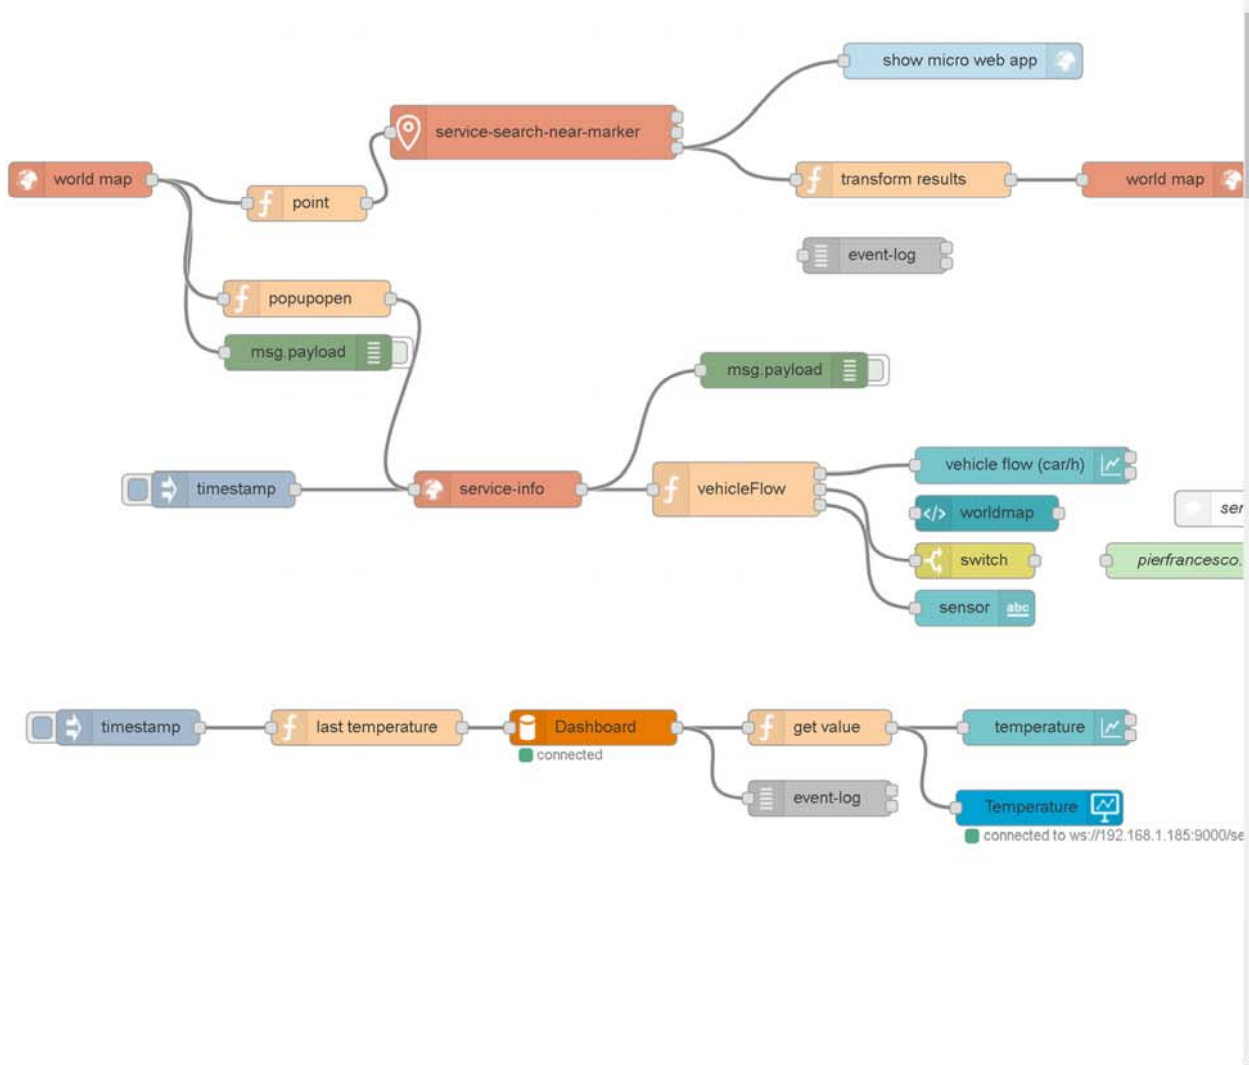 show micro web app
service-search-near-marker
world map
transform results
world map
point
event-log
popupopen
msg.payload
msg.payload
vehicle flow (car/h)
timestamp
service-info
vehicleFlow
worldmap
ser
switch
pierfrancesco.
sensor
abc
timestamp
last temperature
Dashboard
get value
temperature
connected
event-log
Temperature
connected to ws://192.168.1.185:9000/se